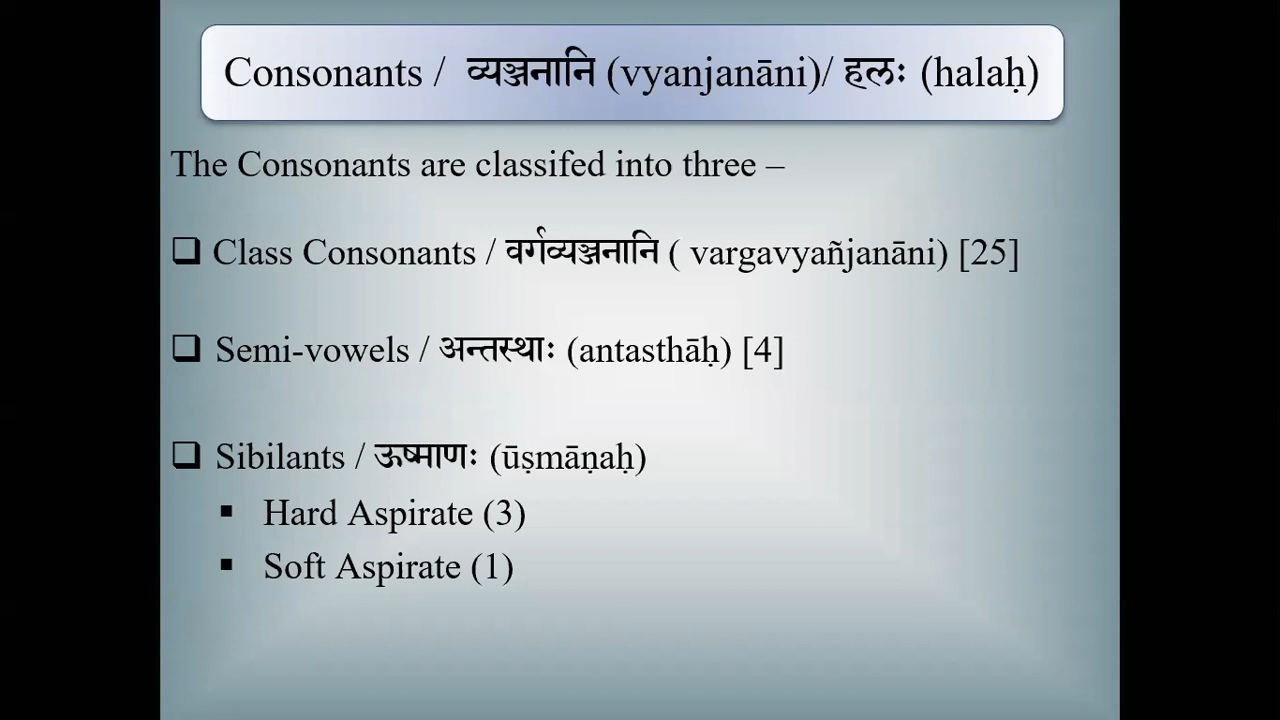 Consonants / व्यञ्जनानि (vyanjanāni)/ हलः (halaḥ)
The Consonants are classifed into three –
❑ Class Consonants / वर्गव्यञ्जनानि ( vargavyañjanāni) [25]
❑ Semi-vowels / अन्तस्थाः (antasthāḥ) [4]
❑ Sibilants / ऊष्माणः (ūṣmāṇaḥ)
▪ Hard Aspirate (3)
▪ Soft Aspirate (1)